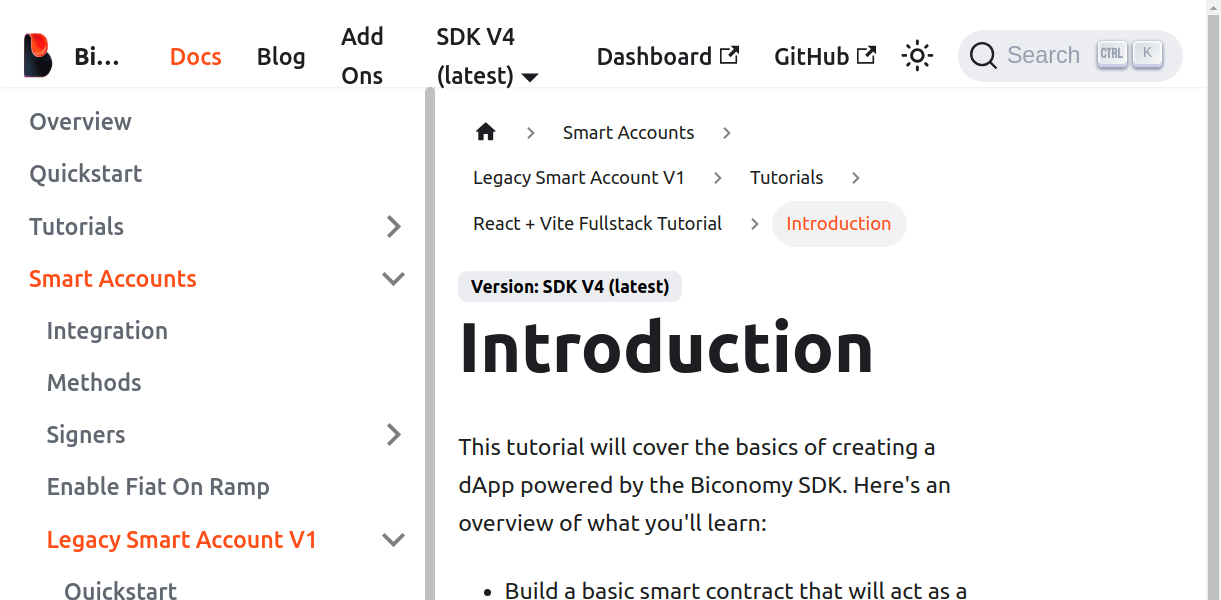 Bi...
Docs
Blog
Add
Ons
SDK V4
(latest)
Dashboard
GitHub
Search
CTRL
K
Overview
Quickstart
Tutorials
Smart Accounts
Integration
Methods
Signers
Enable Fiat On Ramp
Legacy Smart Account V1
Quickstart
Smart Accounts
Legacy Smart Account V1
Tutorials
React + Vite Fullstack Tutorial
Introduction
Version: SDK V4 (latest)
Introduction
This tutorial will cover the basics of creating a
dApp powered by the Biconomy SDK. Here's an
overview of what you'll learn:
• Build a basic smart contract that will act as a